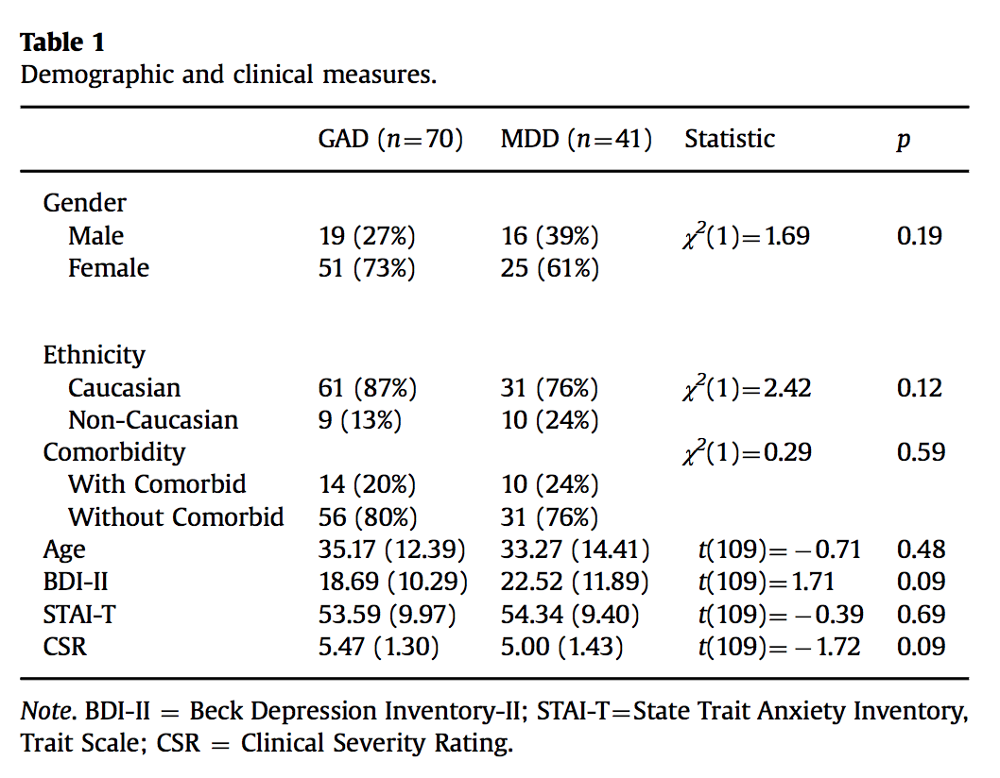 Table 1
Demographic and clinical measures.
GAD (n=70) MDD (n=41) Statistic p
Gender
Male 19 (27%) 16 (39%) χ²(1)=1.69 0.19
Female 51 (73%) 25 (61%)
Ethnicity
Caucasian 61 (87%) 31 (76%) χ²(1)=2.42 0.12
Non-Caucasian 9 (13%) 10 (24%)
Comorbidity χ²(1)=0.29 0.59
With Comorbid 14 (20%) 10 (24%)
Without Comorbid 56 (80%) 31 (76%)
Age 35.17 (12.39) 33.27 (14.41) t(109)= −0.71 0.48
BDI-II 18.69 (10.29) 22.52 (11.89) t(109)=1.71 0.09
STAI-T 53.59 (9.97) 54.34 (9.40) t(109)= −0.39 0.69
CSR 5.47 (1.30) 5.00 (1.43) t(109)= −1.72 0.09
Note. BDI-II = Beck Depression Inventory-II; STAI-T=State Trait Anxiety Inventory,
Trait Scale; CSR = Clinical Severity Rating.